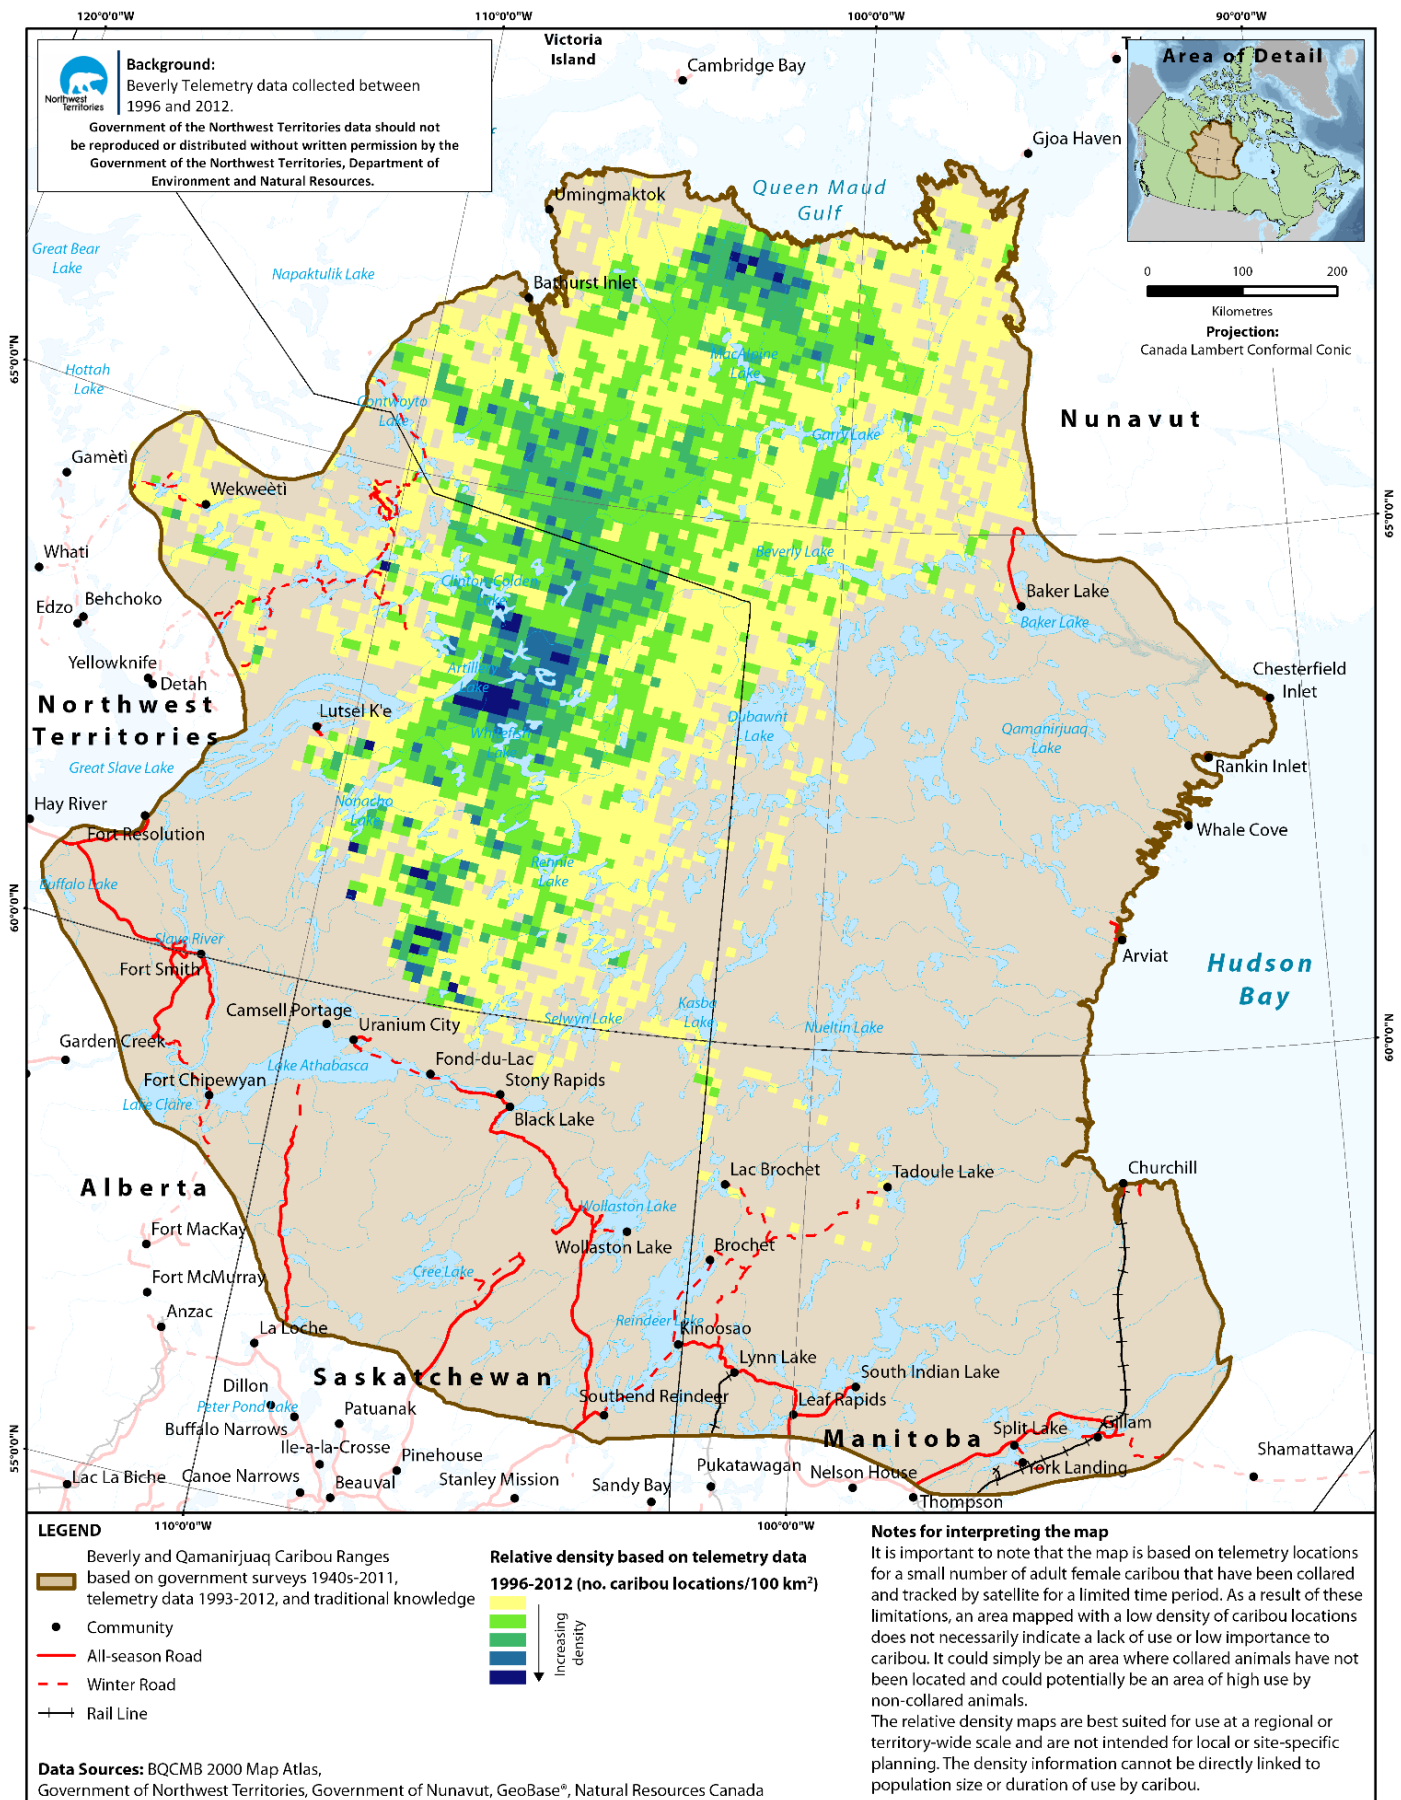 120°0'0"W
110°0'0"W
100°0'0"W
90°0'0"W
Northwest
Territories
Background:
Beverly Telemetry data collected between
1996 and 2012.
Government of the Northwest Territories data should not
be reproduced or distributed without written permission by the
Government of the Northwest Territories, Department of
Environment and Natural Resources.
Victoria
Island
Cambridge Bay
Area of Detail
Gjoa Haven
Umingmaktok
Queen Maud
Gulf
Great Bear
Lake
Napaktulik Lake
Bathurst Inlet
0
100
200
Kilometres
Projection:
Canada Lambert Conformal Conic
65°0'0"N
MacAlpine
Lake
Hottah
Lake
Contwoyto
Lake
Nunavut
Garry Lake
Gamètì
Wekweètì
65°0'0"N
Whati
Beverly Lake
Clinton-Colden
Lake
Edzo
Behchoko
Baker Lake
Baker Lake
Yellowknife
Detah
Artillery
Lake
Chesterfield
Inlet
Northwest
Territories
Lutsel K'e
Dubawnt
Lake
Qamanirjuaq
Lake
Whitefish
Lake
Great Slave Lake
Rankin Inlet
Hay River
Nonacho
Lake
Fort Resolution
Whale Cove
Rennie
Lake
Buffalo Lake
60°0'0"N
Slave River
Fort Smith
Arviat
Hudson
Bay
Camsell Portage
Uranium City
Selwyn Lake
Kasba
Lake
Nueltin Lake
60°0'0"N
Garden Creek
Lake Athabasca
Fond-du-Lac
Fort Chipewyan
Stony Rapids
Lake Claire
Black Lake
Alberta
Lac Brochet
Tadoule Lake
Churchill
Wollaston Lake
Fort MacKay
Wollaston Lake
Brochet
Cree Lake
Fort McMurray
Anzac
Reindeer Lake
La Loche
Kinoosao
Lynn Lake
Saskatchewan
South Indian Lake
Dillon
Southend Reindeer
Leaf Rapids
Peter Pond Lake
Patuanak
Buffalo Narrows
Manitoba
Split Lake
Gillam
55°0'0"N
Ile-a-la-Crosse
Pinehouse
York Landing
Shamattawa
Lac La Biche
Canoe Narrows
Beauval
Stanley Mission
Sandy Bay
Pukatawagan
Nelson House
Thompson
110°0'0"W
100°0'0"W
LEGEND
Beverly and Qamanirjuaq Caribou Ranges
based on government surveys 1940s-2011,
telemetry data 1993-2012, and traditional knowledge
Community
All-season Road
Winter Road
Rail Line
Data Sources: BQCMB 2000 Map Atlas,
Government of Northwest Territories, Government of Nunavut, GeoBase®, Natural Resources Canada
Relative density based on telemetry data
1996-2012 (no. caribou locations/100 km²)
Increasing
density
Notes for interpreting the map
It is important to note that the map is based on telemetry locations
for a small number of adult female caribou that have been collared
and tracked by satellite for a limited time period. As a result of these
limitations, an area mapped with a low density of caribou locations
does not necessarily indicate a lack of use or low importance to
caribou. It could simply be an area where collared animals have not
been located and could potentially be an area of high use by
non-collared animals.
The relative density maps are best suited for use at a regional or
territory-wide scale and are not intended for local or site-specific
planning. The density information cannot be directly linked to
population size or duration of use by caribou.